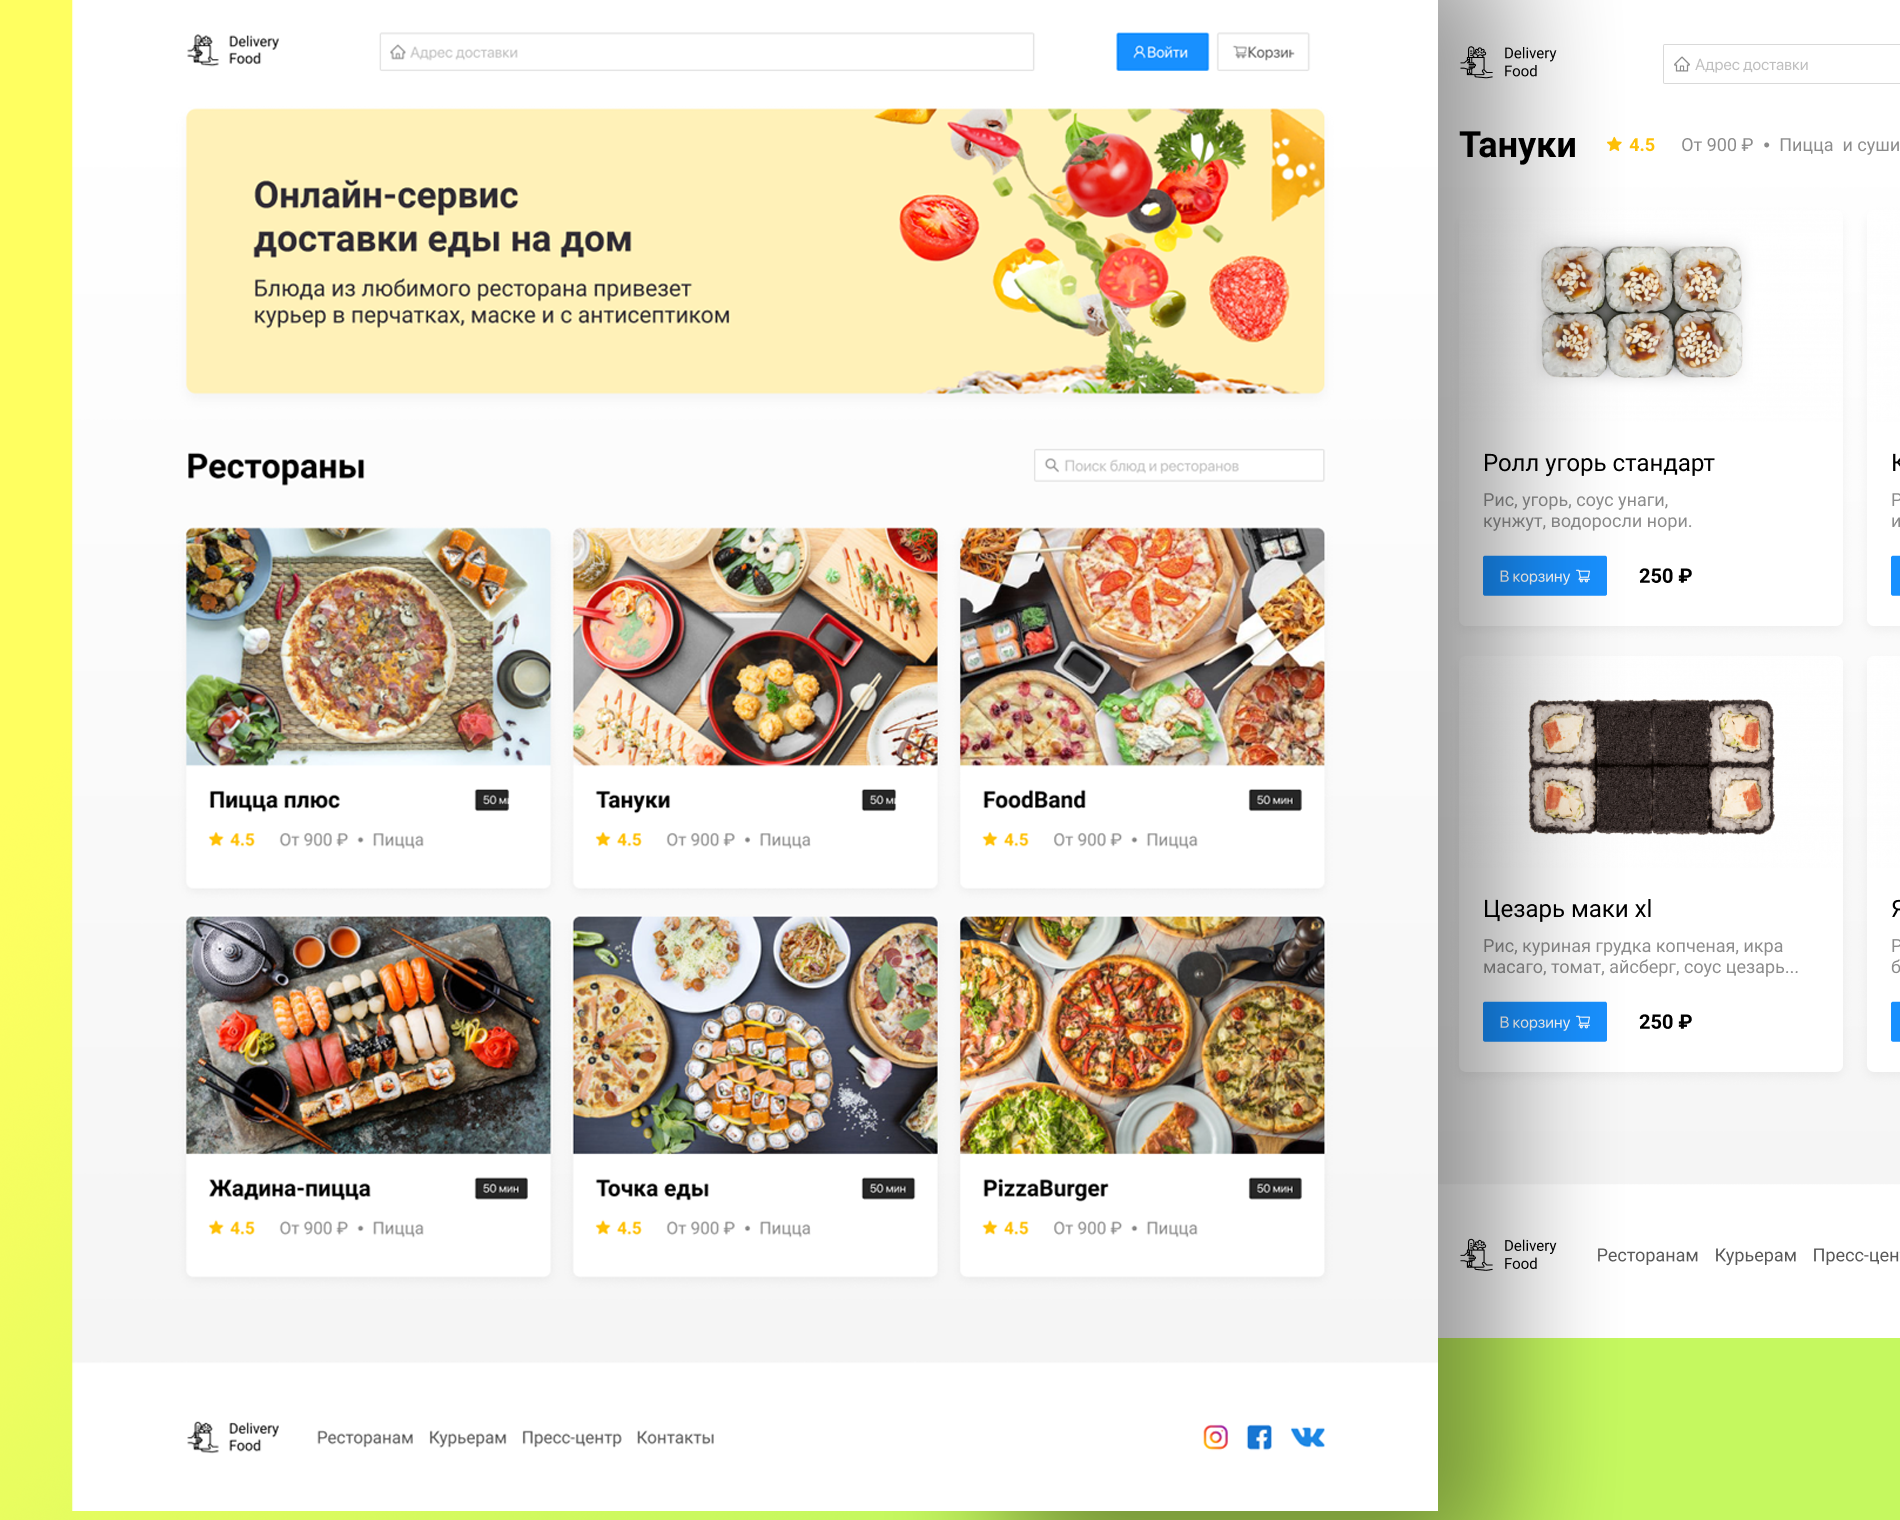 Delivery
Food
Адрес доставки
Войти
Корзин
Онлайн-сервис
доставки еды на дом
Блюда из любимого ресторана привезет
курьер в перчатках, маске и с антисептиком
Рестораны
Поиск блюд и ресторанов
Пицца плюс
50 м
4.5 От 900 ₽ • Пицца
Тануки
50 м
4.5 От 900 ₽ • Пицца
FoodBand
50 мин
4.5 От 900 ₽ • Пицца
Жадина-пицца
50 мин
4.5 От 900 ₽ • Пицца
Точка еды
50 мин
4.5 От 900 ₽ • Пицца
PizzaBurger
50 мин
4.5 От 900 ₽ • Пицца
Delivery
Food
Ресторанам Курьерам Пресс-центр Контакты
Delivery
Food
Адрес доставки
Тануки
4.5 От 900 ₽ • Пицца и суши
Ролл угорь стандарт
Рис, угорь, соус унаги,
кунжут, водоросли нори.
В корзину
250 ₽
Цезарь маки xl
Рис, куриная грудка копченая, икра
масаго, томат, айсберг, соус цезарь...
В корзину
250 ₽
Delivery
Food
Ресторанам Курьерам Пресс-цен